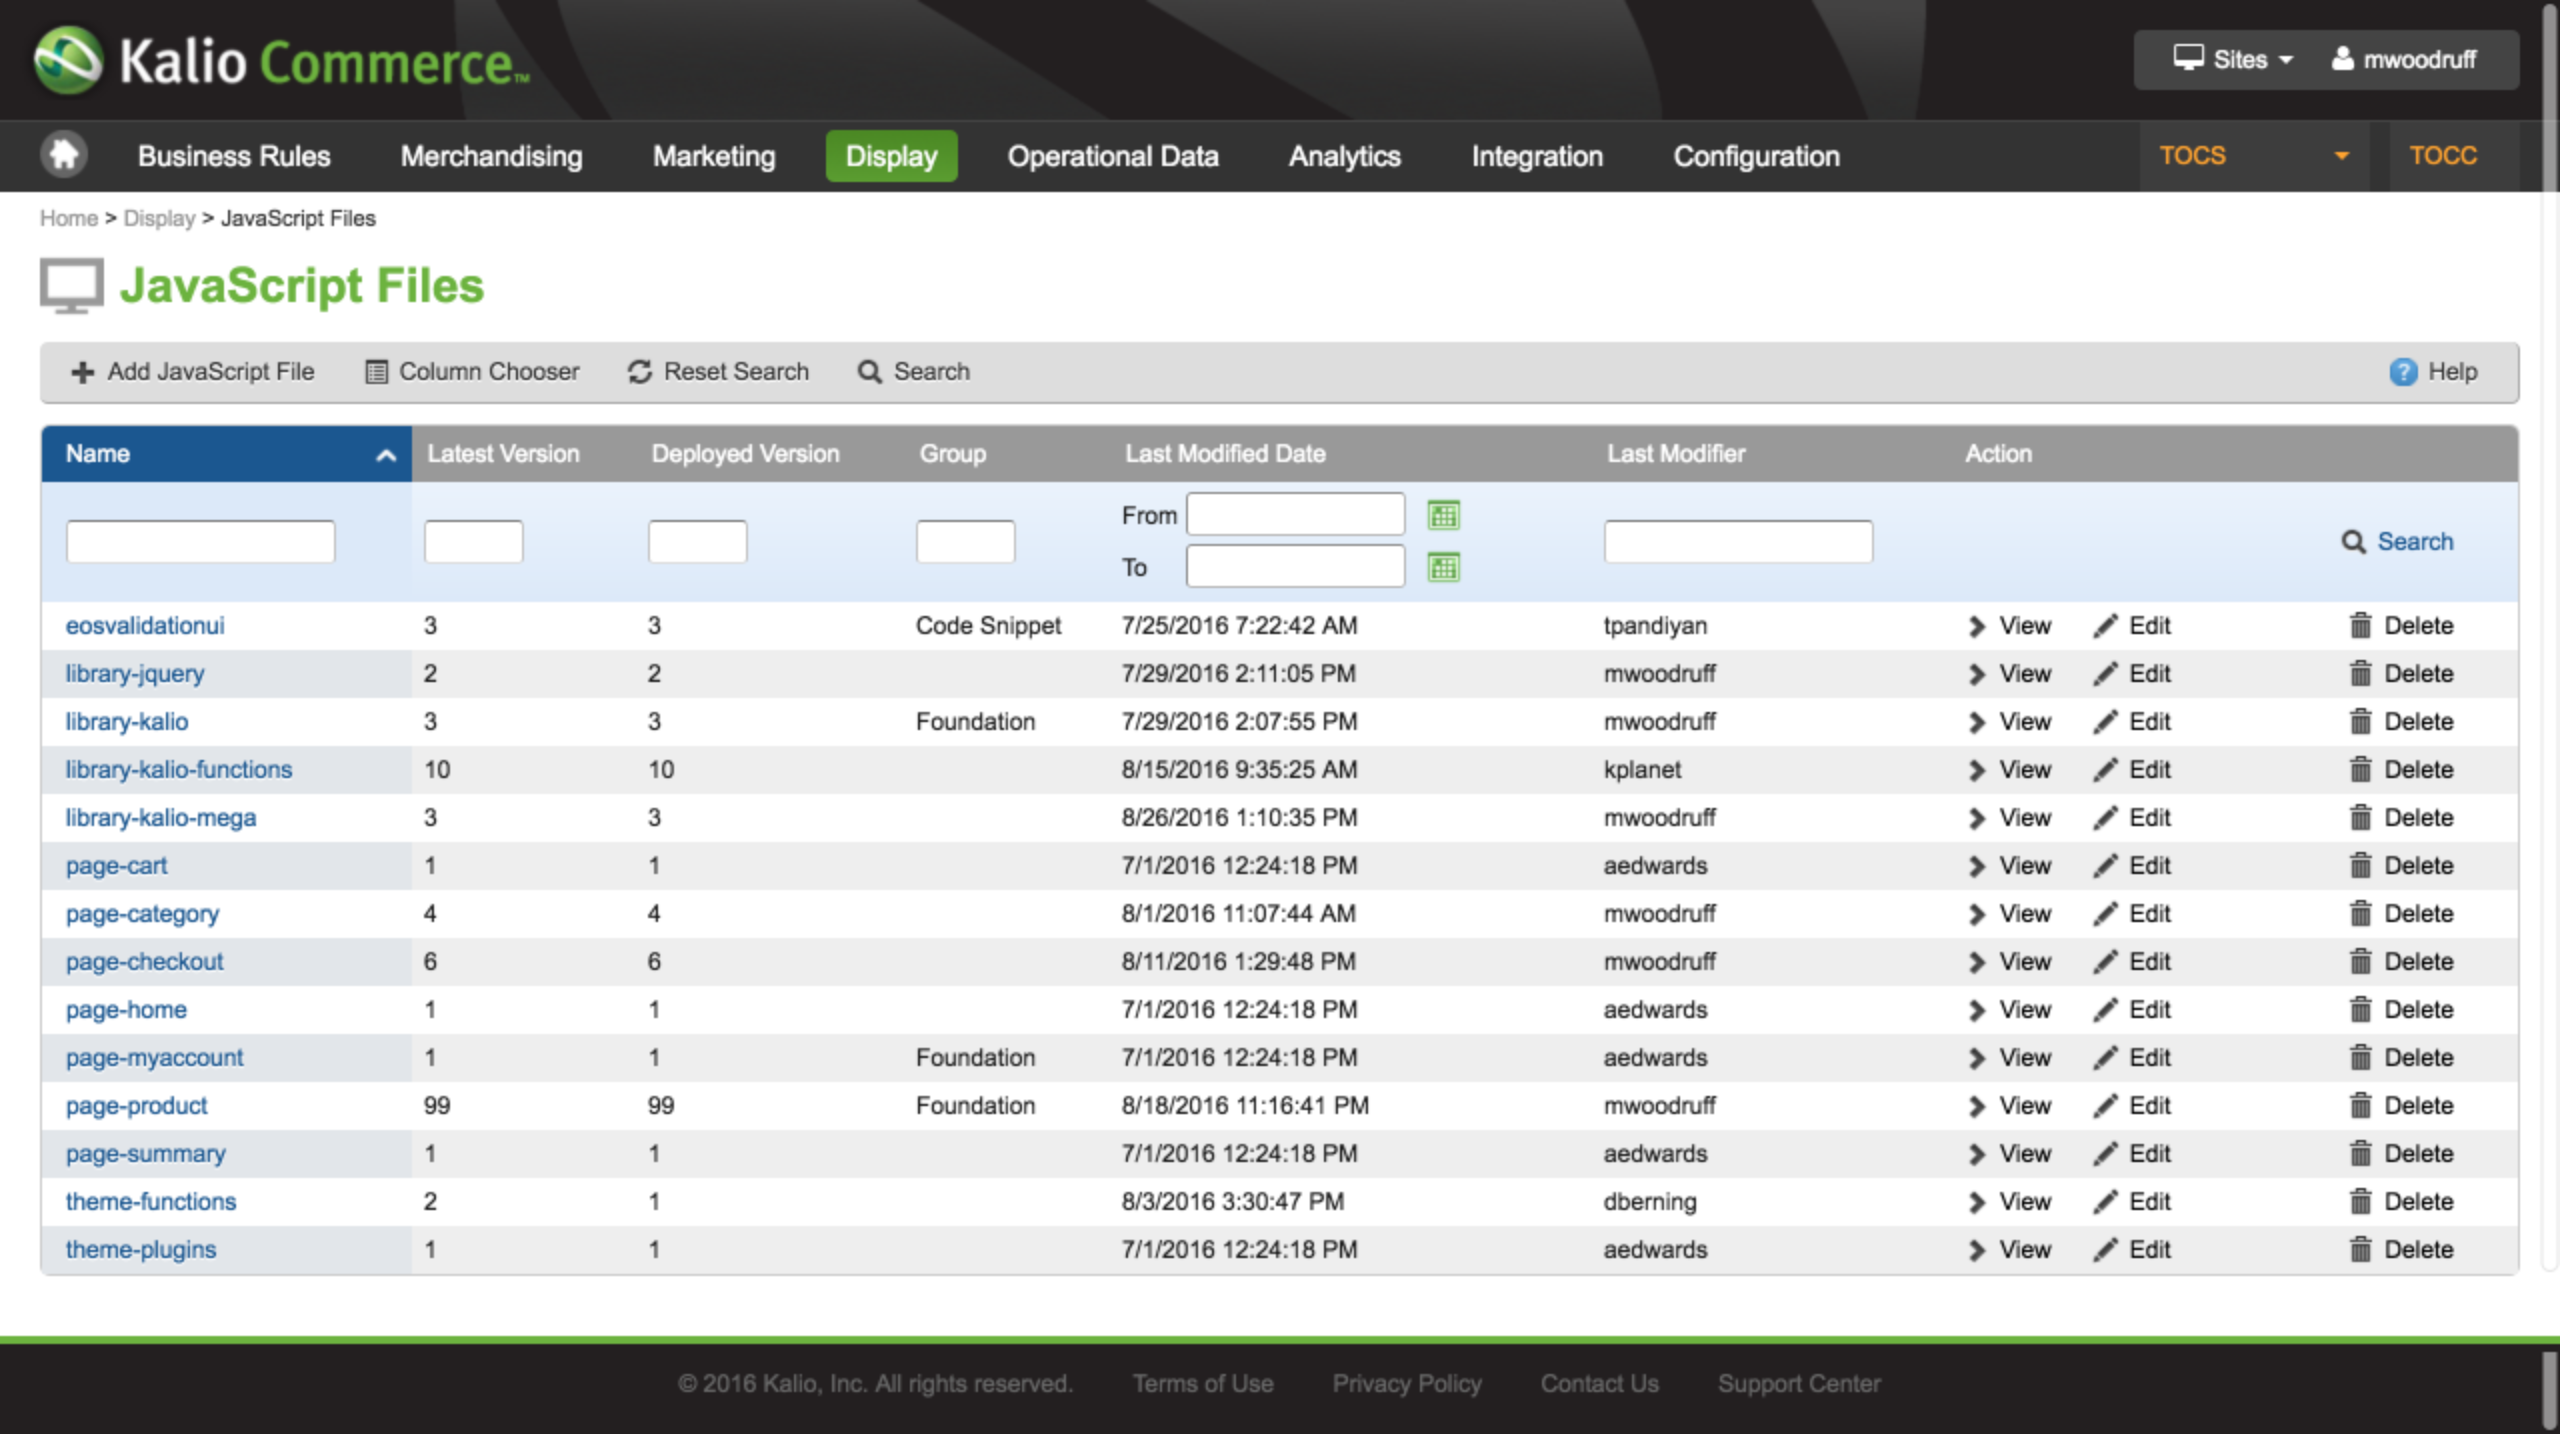 Kalio Commerce™
Sites mwoodruff
Business Rules Merchandising Marketing Display Operational Data Analytics Integration Configuration TOCS TOCC
Home > Display > JavaScript Files
JavaScript Files
Add JavaScript File Column Chooser Reset Search Search Help
Name Latest Version Deployed Version Group Last Modified Date Last Modifier Action
From
To
Search
eosvalidationui 3 3 Code Snippet 7/25/2016 7:22:42 AM tpandiyan View Edit Delete
library-jquery 2 2 7/29/2016 2:11:05 PM mwoodruff View Edit Delete
library-kalio 3 3 Foundation 7/29/2016 2:07:55 PM mwoodruff View Edit Delete
library-kalio-functions 10 10 8/15/2016 9:35:25 AM kplanet View Edit Delete
library-kalio-mega 3 3 8/26/2016 1:10:35 PM mwoodruff View Edit Delete
page-cart 1 1 7/1/2016 12:24:18 PM aedwards View Edit Delete
page-category 4 4 8/1/2016 11:07:44 AM mwoodruff View Edit Delete
page-checkout 6 6 8/11/2016 1:29:48 PM mwoodruff View Edit Delete
page-home 1 1 7/1/2016 12:24:18 PM aedwards View Edit Delete
page-myaccount 1 1 Foundation 7/1/2016 12:24:18 PM aedwards View Edit Delete
page-product 99 99 Foundation 8/18/2016 11:16:41 PM mwoodruff View Edit Delete
page-summary 1 1 7/1/2016 12:24:18 PM aedwards View Edit Delete
theme-functions 2 1 8/3/2016 3:30:47 PM dberning View Edit Delete
theme-plugins 1 1 7/1/2016 12:24:18 PM aedwards View Edit Delete
© 2016 Kalio, Inc. All rights reserved. Terms of Use Privacy Policy Contact Us Support Center